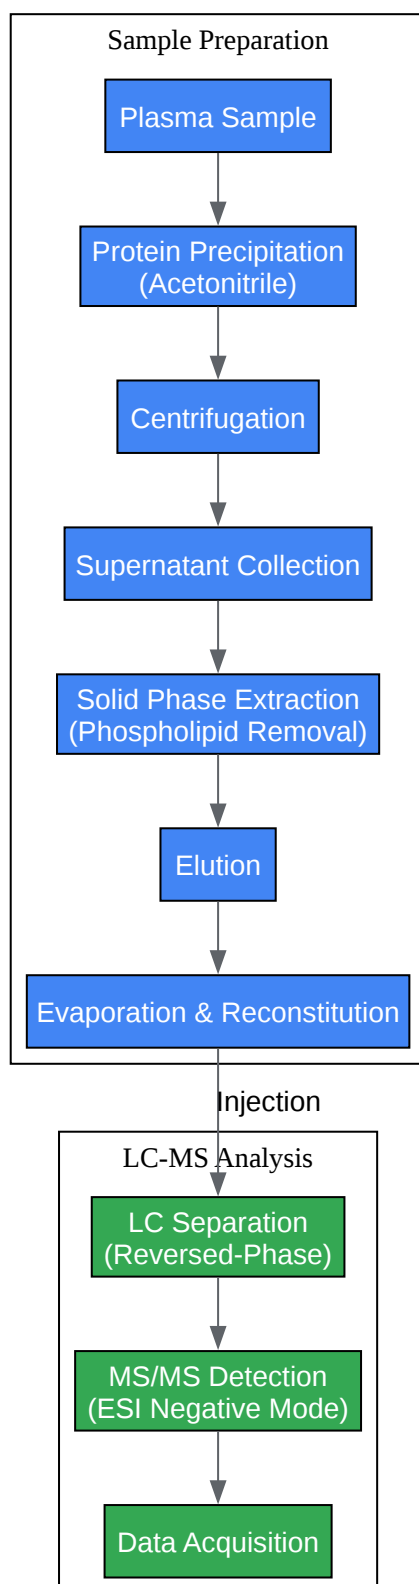 Sample Preparation
Plasma Sample
Protein Precipitation
(Acetonitrile)
Centrifugation
Supernatant Collection
Solid Phase Extraction
(Phospholipid Removal)
Elution
Evaporation & Reconstitution
Injection
LC-MS Analysis
LC Separation
(Reversed-Phase)
MS/MS Detection
(ESI Negative Mode)
Data Acquisition